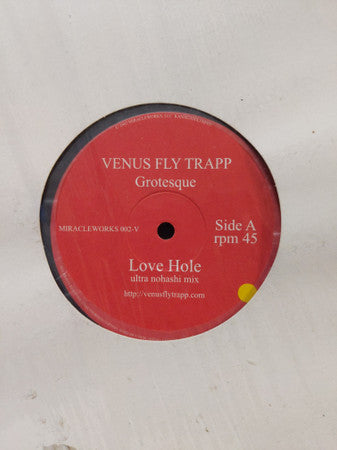 VENUS FLY TRAPP
Grotesque
MIRACLEWORKS 002-V
Side A
rpm 45
Love Hole
ultra nohashi mix
http://venusflytrapp.com